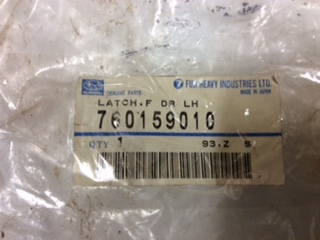 GENUINE PARTS
FUJI HEAVY INDUSTRIES LTD.
MADE IN JAPAN
LATCH.F DR LH
760159010
QTY 1 93.Z S